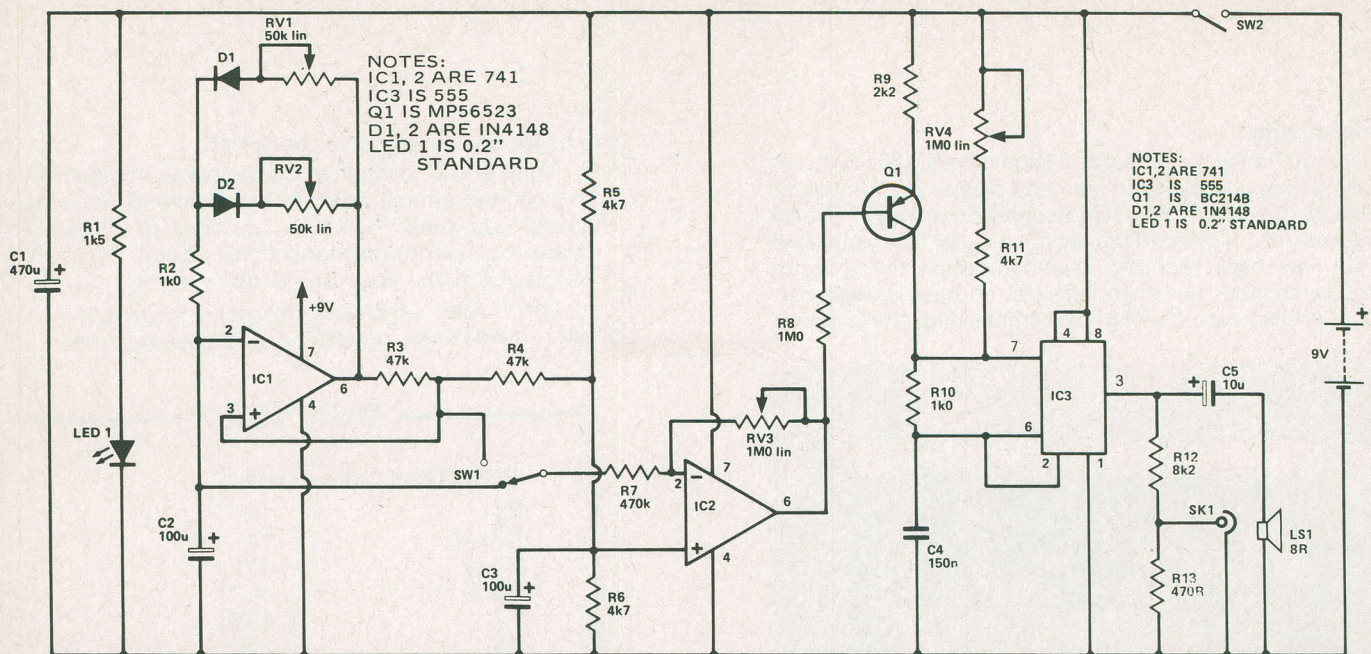 RV1
50k lin
D1
NOTES:
IC1, 2 ARE 741
IC3 IS 555
Q1 IS MP56523
D1, 2 ARE IN4148
LED 1 IS 0.2"
STANDARD
D2
RV2
50k lin
R1
1k5
C1
470u
+
R2
1k0
+9V
2
−
7
IC1
6
3
+
4
R3
47k
R4
47k
R5
4k7
LED 1
SW1
C2
100u
+
R7
470k
C3
100u
+
R6
4k7
2
−
7
IC2
6
+
4
RV3
1M0 lin
R8
1M0
Q1
R9
2k2
RV4
1M0 lin
R11
4k7
R10
1k0
C4
150n
7
4
8
IC3
3
6
2
1
SW2
NOTES:
IC1,2 ARE 741
IC3 IS 555
Q1 IS BC214B
D1,2 ARE 1N4148
LED 1 IS 0.2" STANDARD
+
9V
+
C5
10u
R12
8k2
SK1
R13
470R
LS1
8R